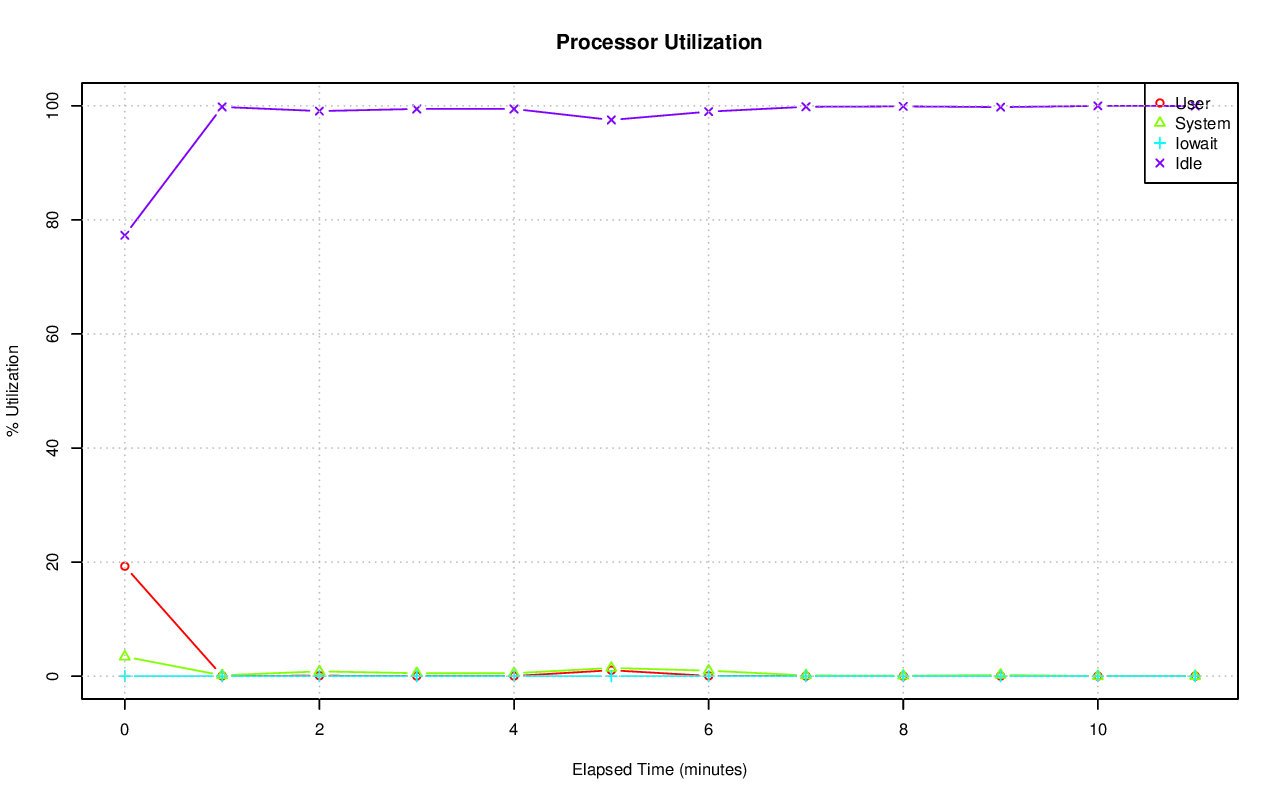 Processor Utilization
% Utilization
100
80
60
40
20
0
User
System
Iowait
Idle
0 2 4 6 8 10
Elapsed Time (minutes)